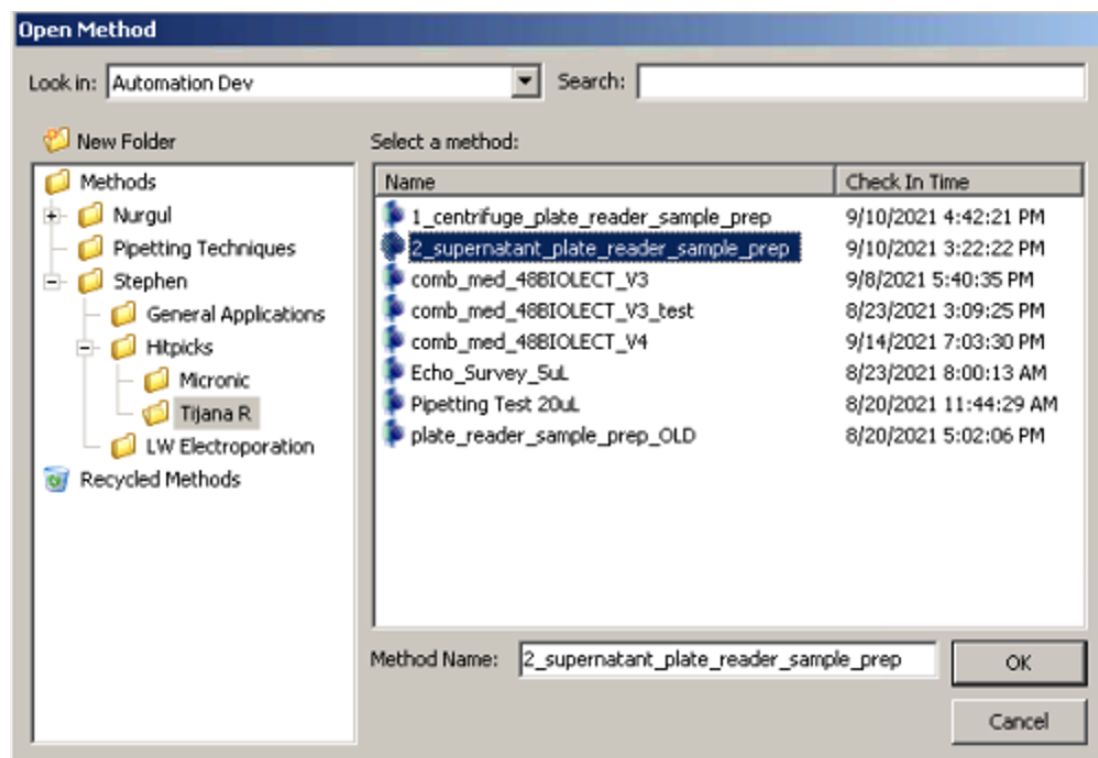 Open Method
Look in: Automation Dev Search:
New Folder
Methods
Nurgul
Pipetting Techniques
Stephen
General Applications
Hitpicks
Micronic
Tijana R
LW Electroporation
Recycled Methods
Select a method:
Name Check In Time
1_centrifuge_plate_reader_sample_prep 9/10/2021 4:42:21 PM
2_supernatant_plate_reader_sample_prep 9/10/2021 3:22:22 PM
comb_med_48BIOLECT_V3 9/8/2021 5:40:35 PM
comb_med_48BIOLECT_V3_test 8/23/2021 3:09:25 PM
comb_med_48BIOLECT_V4 9/14/2021 7:03:30 PM
Echo_Survey_5uL 8/23/2021 8:00:13 AM
Pipetting Test 20uL 8/20/2021 11:44:29 AM
plate_reader_sample_prep_OLD 8/20/2021 5:02:06 PM
Method Name: 2_supernatant_plate_reader_sample_prep OK
Cancel